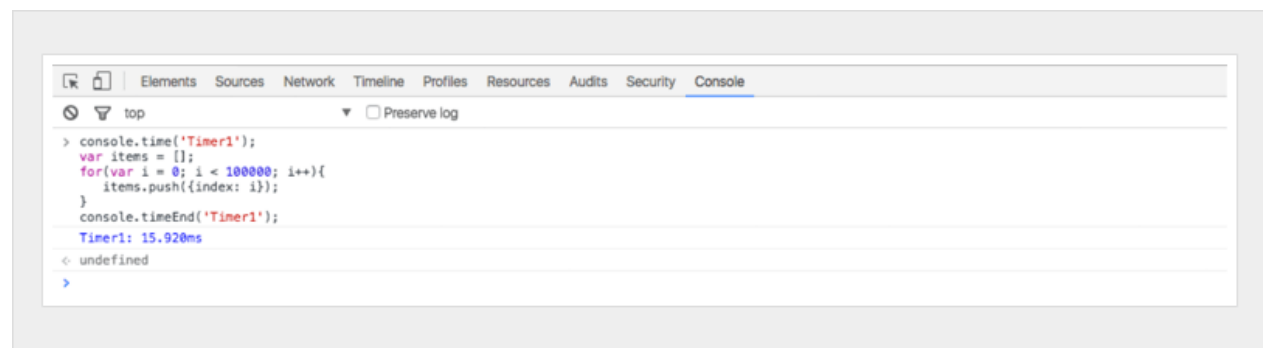 Elements Sources Network Timeline Profiles Resources Audits Security Console
top Preserve log
> console.time('Timer1');
var items = [];
for(var i = 0; i < 100000; i++){
items.push({index: i});
}
console.timeEnd('Timer1');
Timer1: 15.920ms
undefined